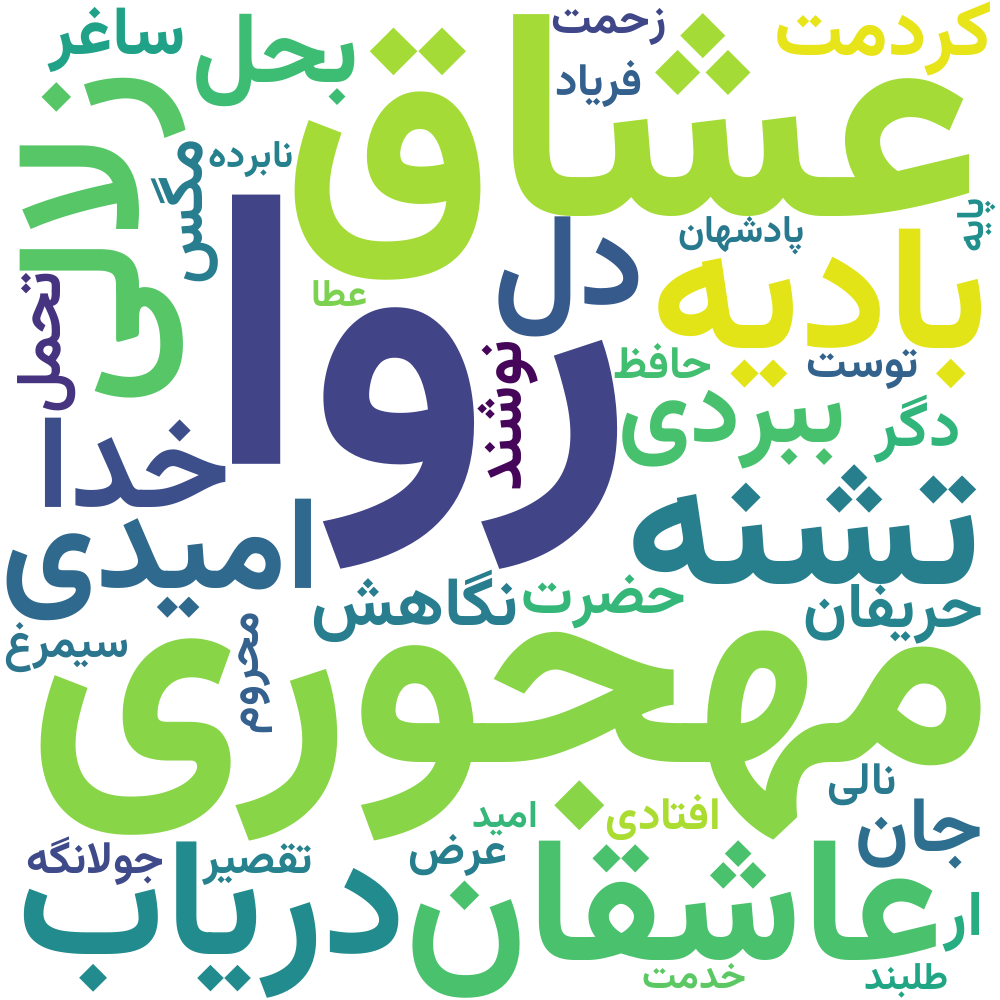 کردمت
زحمت
بحل
ساغر
عشاق
فریاد
زلالی
مگس
نابرده
پایه
پادشهان
دل
بادیه
روا
عطا
تحمل
نوشند
حافظ
توست
ببردی
دگر
خدا
تشنه
امیدی
نگاهش
حضرت
حریفان
سیمرغ
محروم
مهجوری
نالی
افتادی
امید
جان
عرض
تقصیر
جولانگه
عاشقان
دریاب
ار
خدمت
طلبند